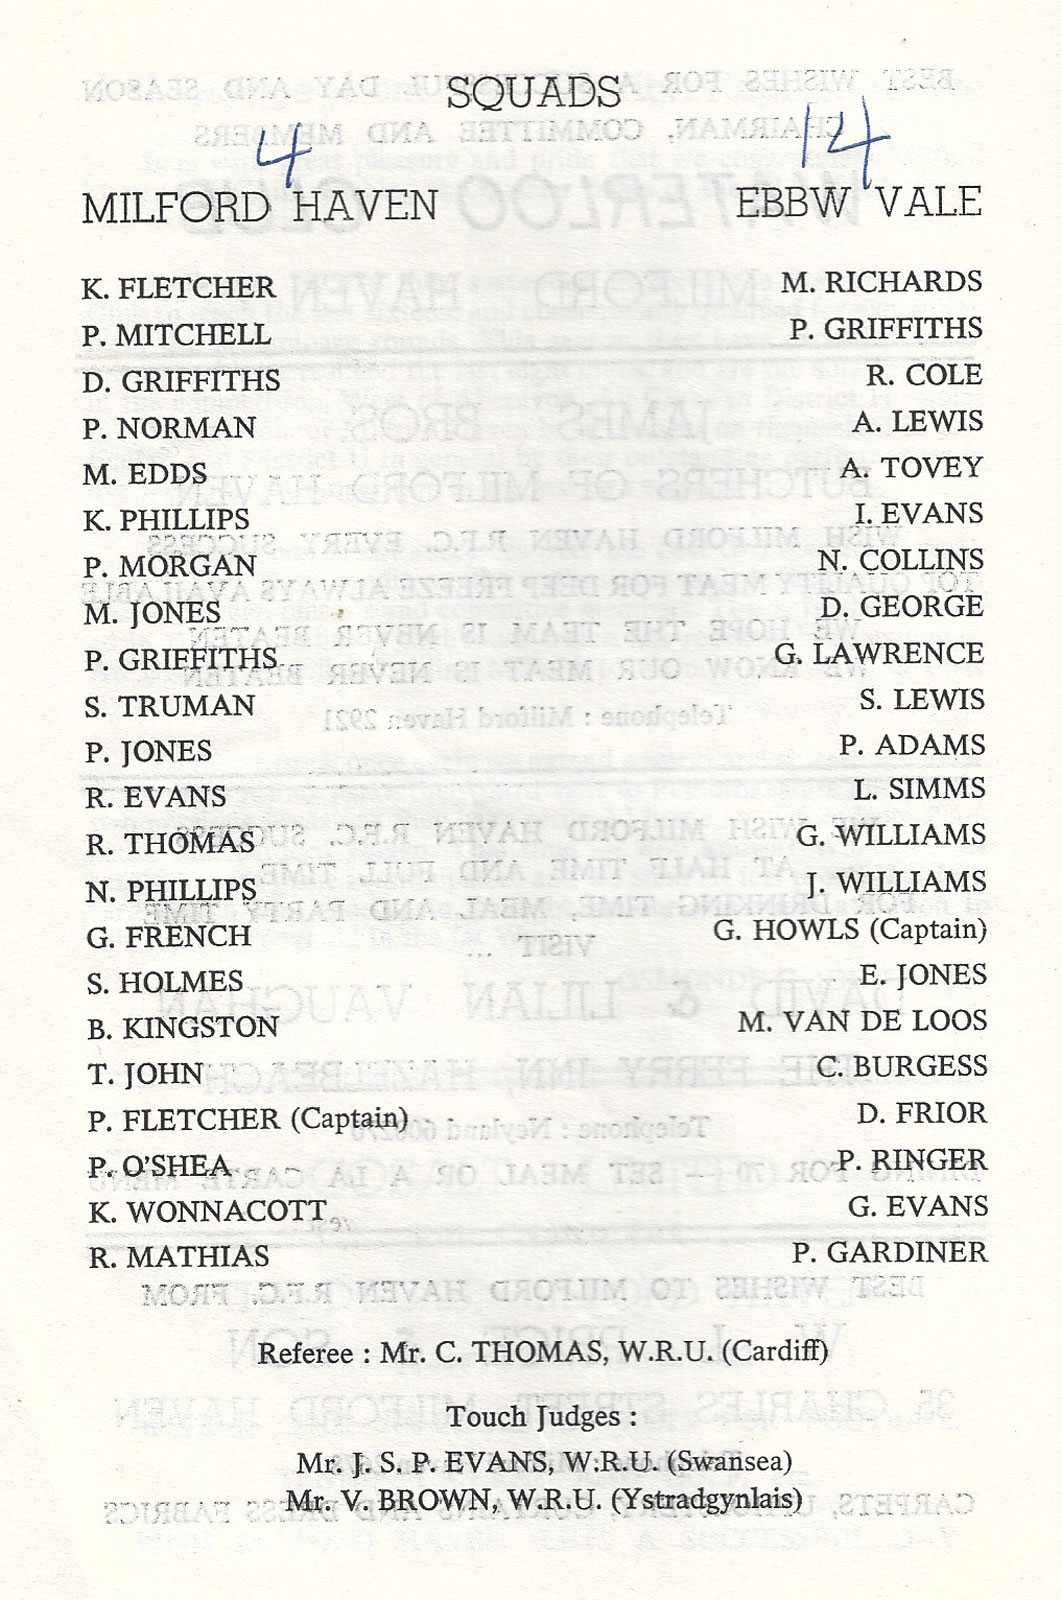 SQUADS
4 14
MILFORD HAVEN EBBW VALE
K. FLETCHER M. RICHARDS
P. MITCHELL P. GRIFFITHS
D. GRIFFITHS R. COLE
P. NORMAN A. LEWIS
M. EDDS A. TOVEY
K. PHILLIPS I. EVANS
P. MORGAN N. COLLINS
M. JONES D. GEORGE
P. GRIFFITHS G. LAWRENCE
S. TRUMAN S. LEWIS
P. JONES P. ADAMS
R. EVANS L. SIMMS
R. THOMAS G. WILLIAMS
N. PHILLIPS J. WILLIAMS
G. FRENCH G. HOWLS (Captain)
S. HOLMES E. JONES
B. KINGSTON M. VAN DE LOOS
T. JOHN C. BURGESS
P. FLETCHER (Captain) D. FRIOR
P. O'SHEA P. RINGER
K. WONNACOTT G. EVANS
R. MATHIAS P. GARDINER
Referee : Mr. C. THOMAS, W.R.U. (Cardiff)
Touch Judges :
Mr. J. S. P. EVANS, W.R.U. (Swansea)
Mr. V. BROWN, W.R.U. (Ystradgynlais)